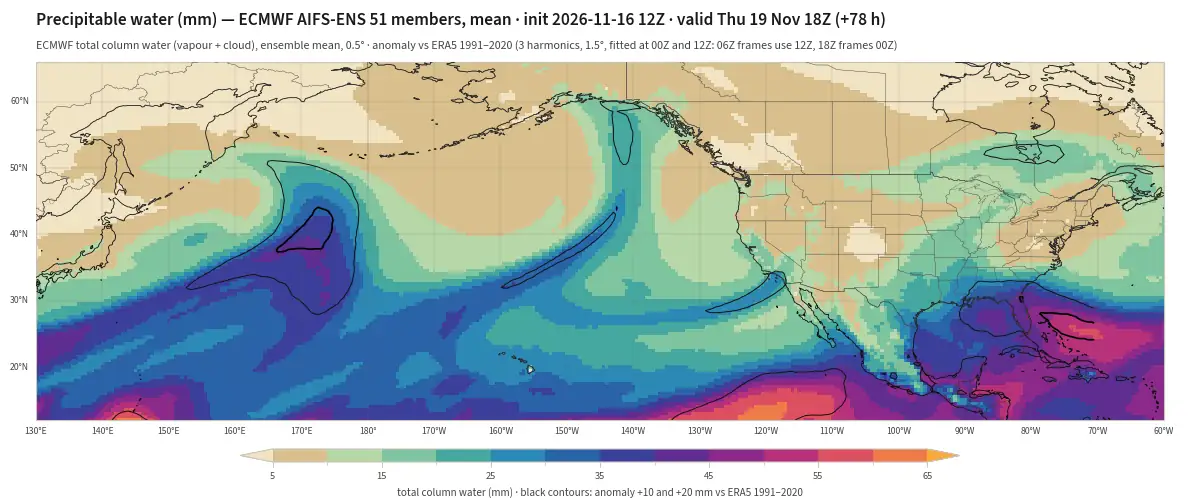 Precipitable water (mm) — ECMWF AIFS-ENS 51 members, mean · init 2026-11-16 12Z · valid Thu 19 Nov 18Z (+78 h)
ECMWF total column water (vapour + cloud), ensemble mean, 0.5° · anomaly vs ERA5 1991–2020 (3 harmonics, 1.5°, fitted at 00Z and 12Z: 06Z frames use 12Z, 18Z frames 00Z)
60°N
50°N
40°N
30°N
20°N
130°E 140°E 150°E 160°E 170°E 180° 170°W 160°W 150°W 140°W 130°W 120°W 110°W 100°W 90°W 80°W 70°W 60°W
5 15 25 35 45 55 65
total column water (mm) · black contours: anomaly +10 and +20 mm vs ERA5 1991–2020